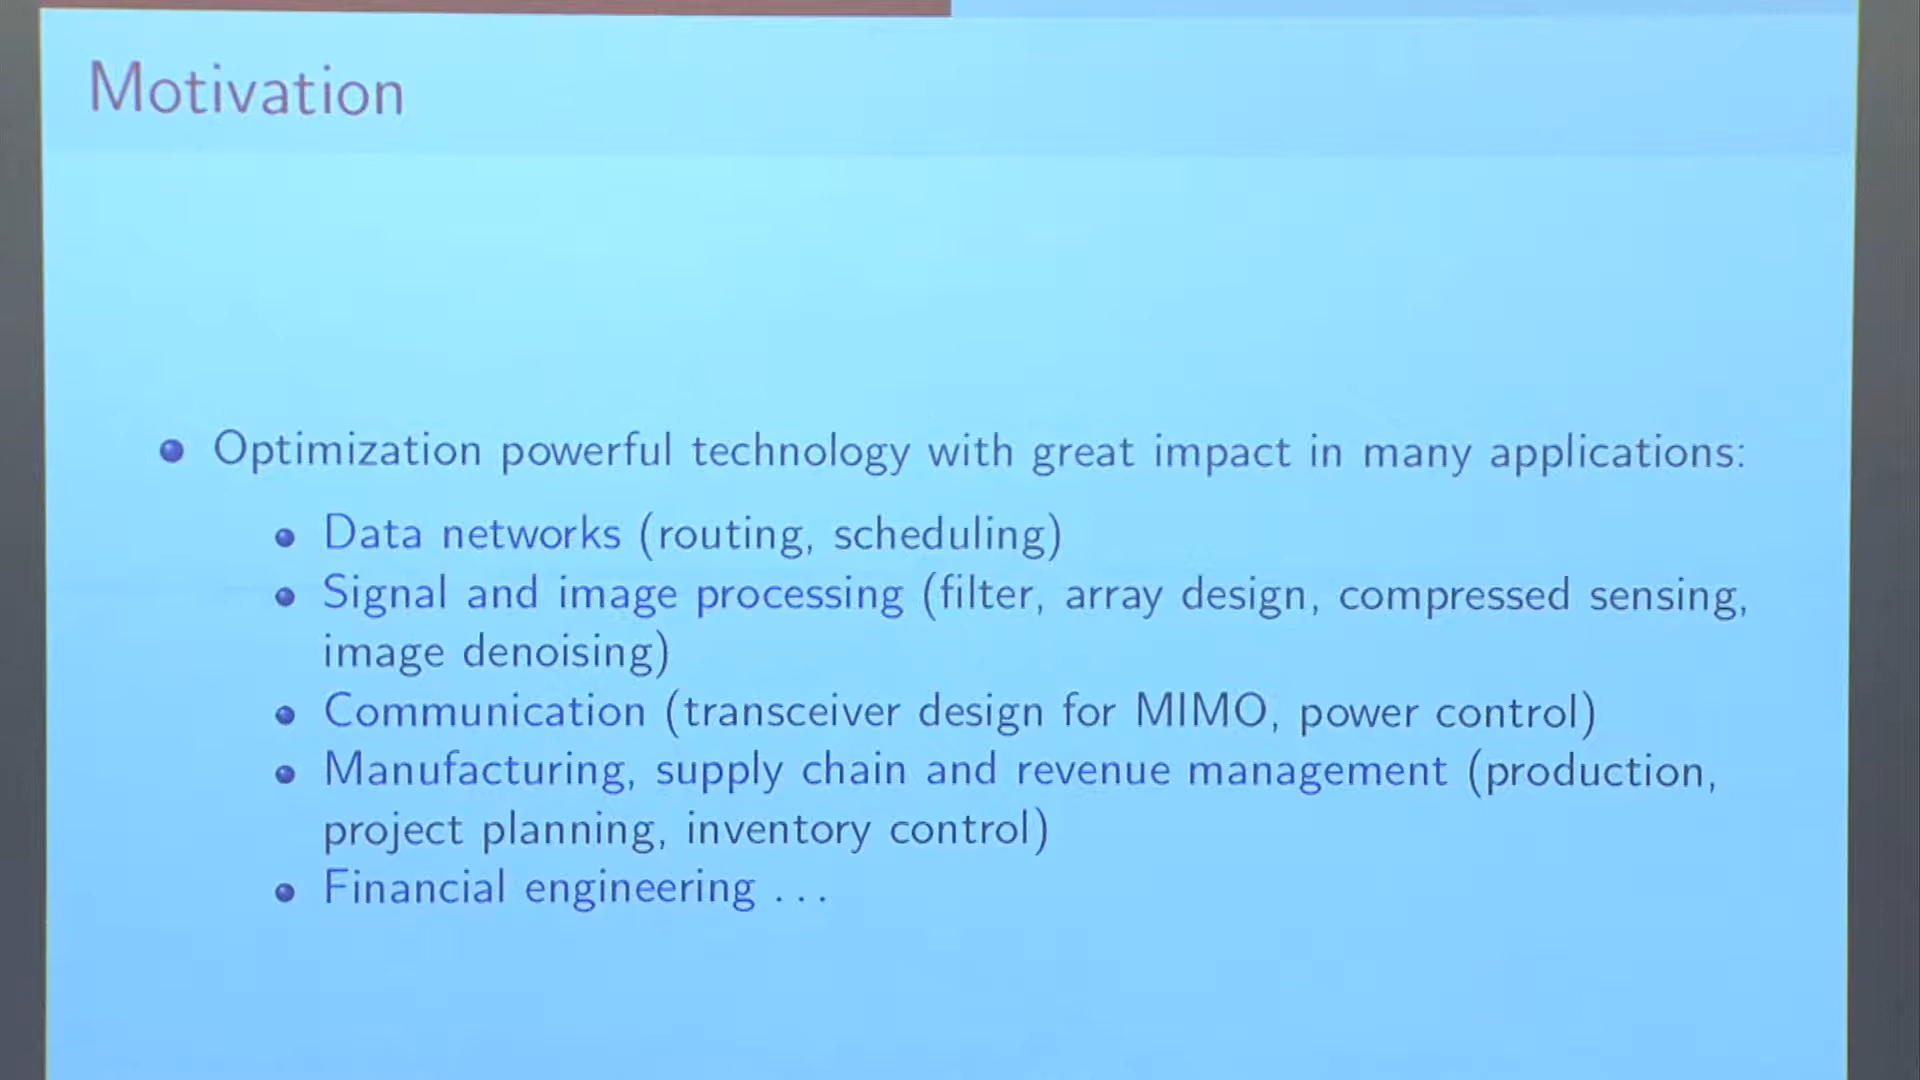 Motivation
Optimization powerful technology with great impact in many applications:
Data networks (routing, scheduling)
Signal and image processing (filter, array design, compressed sensing,
image denoising)
Communication (transceiver design for MIMO, power control)
Manufacturing, supply chain and revenue management (production,
project planning, inventory control)
Financial engineering ...